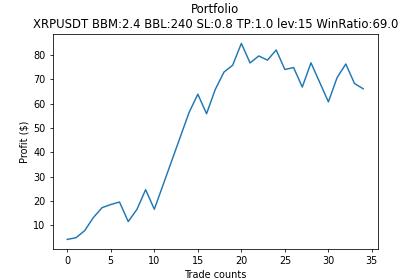 Portfolio
XRPUSDT BBM:2.4 BBL:240 SL:0.8 TP:1.0 lev:15 WinRatio:69.0
80
70
60
50
40
30
20
10
Profit ($)
0 5 10 15 20 25 30 35
Trade counts